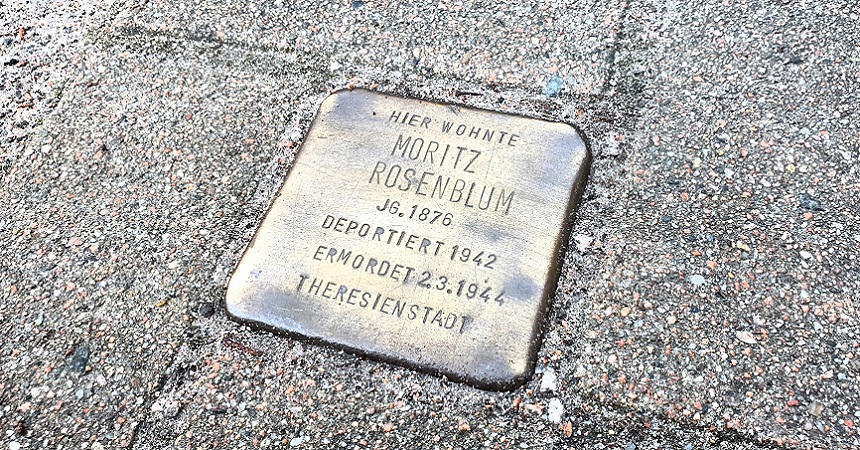 HIER WOHNTE
MORITZ
ROSENBLUM
JG. 1876
DEPORTIERT 1942
ERMORDET 2.3.1944
THERESIENSTADT